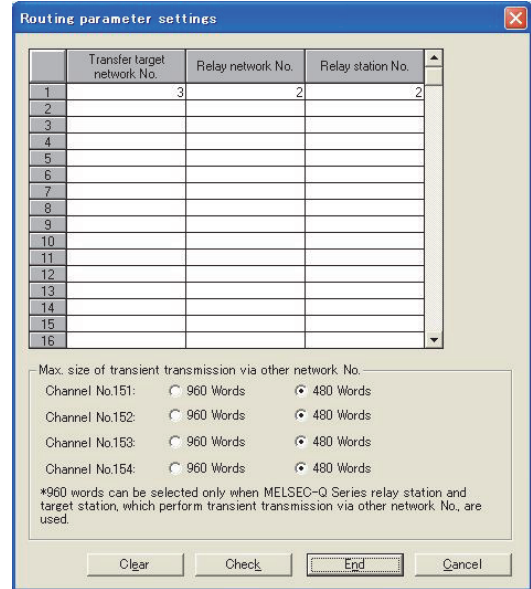 Routing parameter settings
Transfer target network No. Relay network No. Relay station No.
1 3 2 2
2
3
4
5
6
7
8
9
10
11
12
13
14
15
16
Max. size of transient transmission via other network No.
Channel No.151: 960 Words 480 Words
Channel No.152: 960 Words 480 Words
Channel No.153: 960 Words 480 Words
Channel No.154: 960 Words 480 Words
*960 words can be selected only when MELSEC-Q Series relay station and
target station, which perform transient transmission via other network No., are
used.
Clear Check End Cancel